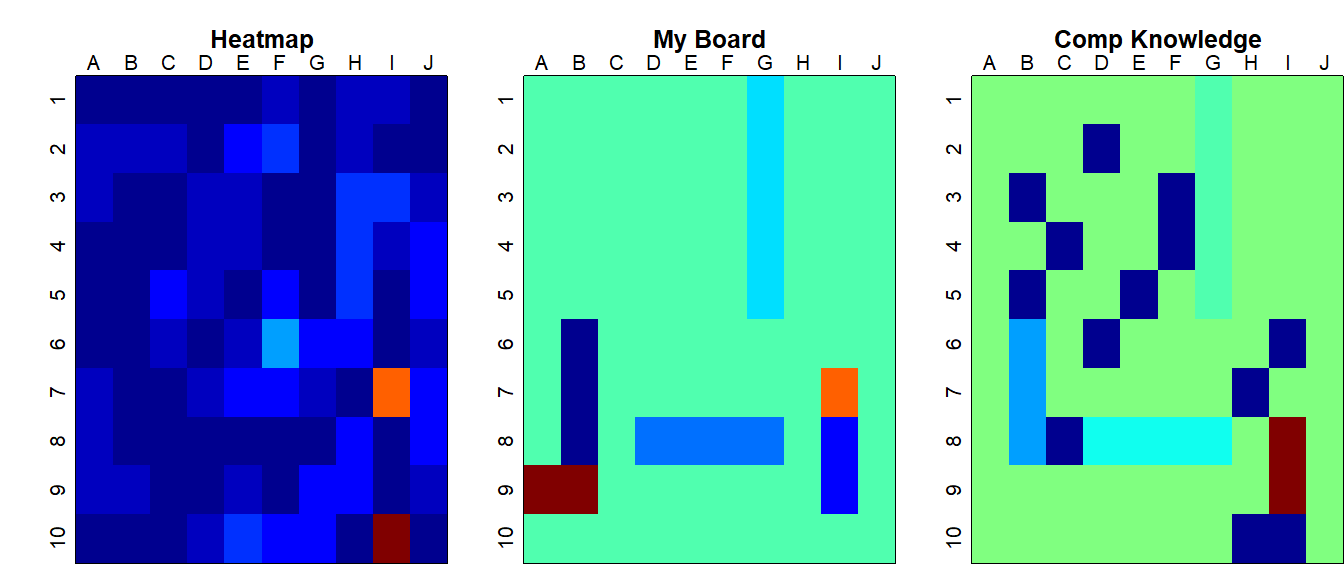 Heatmap My Board Comp Knowledge
A B C D E F G H I J A B C D E F G H I J A B C D E F G H I J
1 1 1
2 2 2
3 3 3
4 4 4
5 5 5
6 6 6
7 7 7
8 8 8
9 9 9
10 10 10